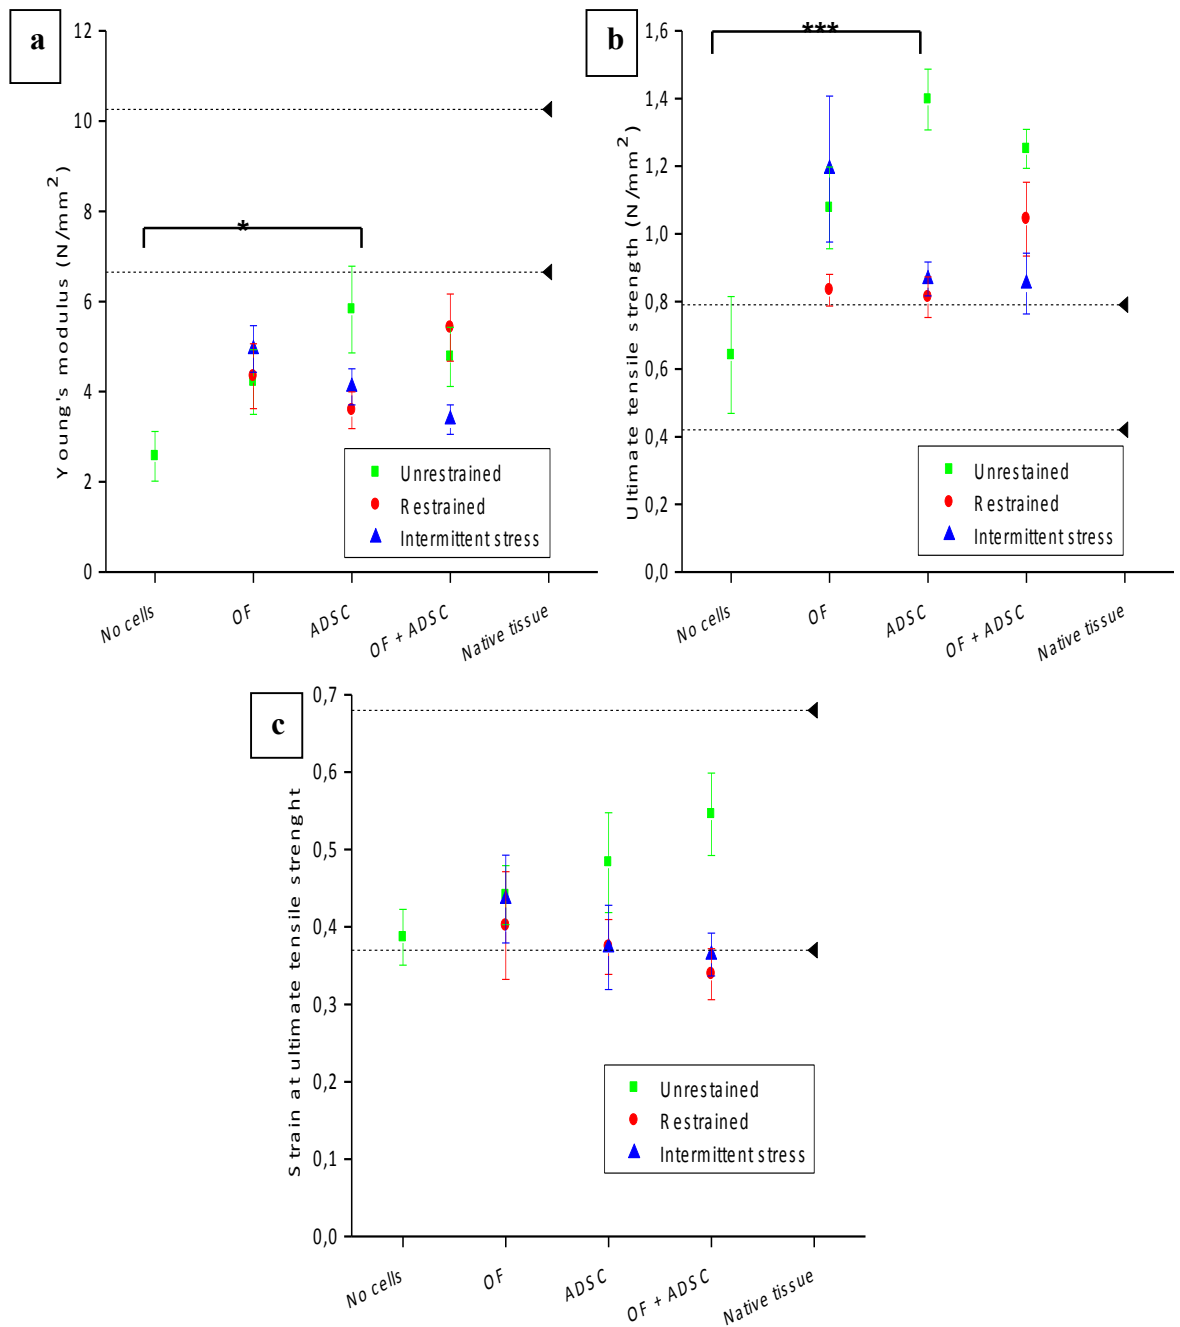 a
12
10
8
6
4
2
0
Young's modulus (N/mm²)
*
Unrestrained
Restrained
Intermittent stress
No cells
OF
ADSC
OF + ADSC
Native tissue
b
1,6
1,4
1,2
1,0
0,8
0,6
0,4
0,2
0,0
Ultimate tensile strength (N/mm²)
***
Unrestained
Restrained
Intermittent stress
No cells
OF
ADSC
OF + ADSC
Native tissue
c
0,7
0,6
0,5
0,4
0,3
0,2
0,1
0,0
Strain at ultimate tensile strenght
Unrestained
Restrained
Intermittent stress
No cells
OF
ADSC
OF + ADSC
Native tissue